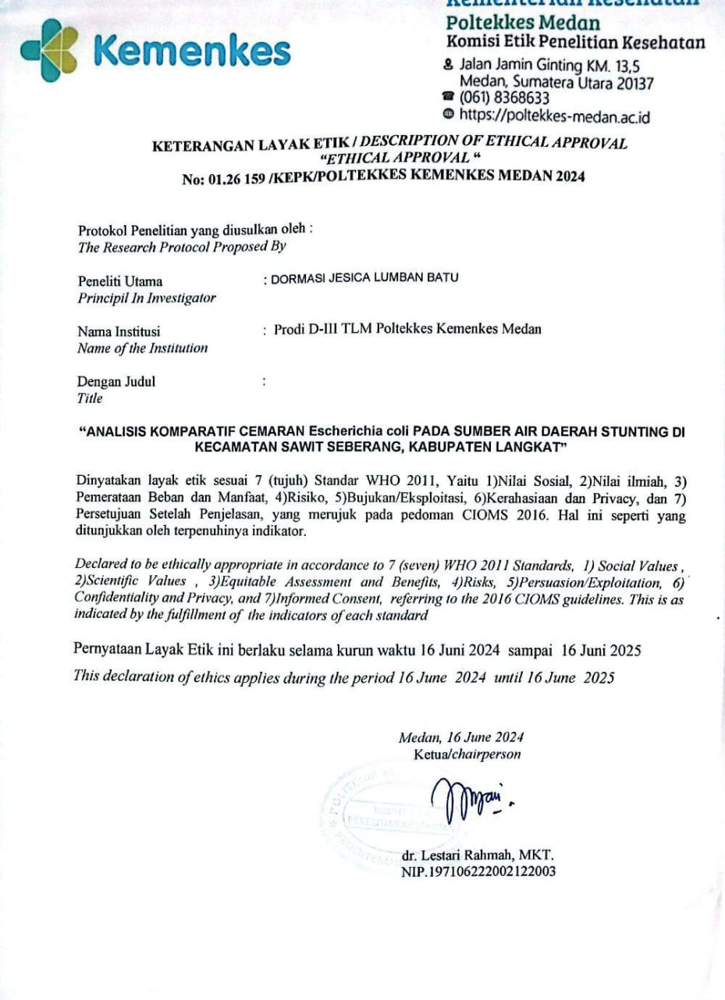 Kemenkes
Kementerian Kesehatan
Poltekkes Medan
Komisi Etik Penelitian Kesehatan
Jalan Jamin Ginting KM. 13,5
Medan, Sumatera Utara 20137
(061) 8368633
https://poltekkes-medan.ac.id
KETERANGAN LAYAK ETIK / DESCRIPTION OF ETHICAL APPROVAL
“ETHICAL APPROVAL “
No: 01.26 159 /KEPK/POLTEKKES KEMENKES MEDAN 2024
Protokol Penelitian yang diusulkan oleh :
The Research Protocol Proposed By
Peneliti Utama : DORMASI JESICA LUMBAN BATU
Principil In Investigator
Nama Institusi : Prodi D-III TLM Poltekkes Kemenkes Medan
Name of the Institution
Dengan Judul :
Title
“ANALISIS KOMPARATIF CEMARAN Escherichia coli PADA SUMBER AIR DAERAH STUNTING DI
KECAMATAN SAWIT SEBERANG, KABUPATEN LANGKAT”
Dinyatakan layak etik sesuai 7 (tujuh) Standar WHO 2011, Yaitu 1)Nilai Sosial, 2)Nilai ilmiah, 3)
Pemerataan Beban dan Manfaat, 4)Risiko, 5)Bujukan/Eksploitasi, 6)Kerahasiaan dan Privacy, dan 7)
Persetujuan Setelah Penjelasan, yang merujuk pada pedoman CIOMS 2016. Hal ini seperti yang
ditunjukkan oleh terpenuhinya indikator.
Declared to be ethically appropriate in accordance to 7 (seven) WHO 2011 Standards, 1) Social Values ,
2)Scientific Values , 3)Equitable Assessment and Benefits, 4)Risks, 5)Persuasion/Exploitation, 6)
Confidentiality and Privacy, and 7)Informed Consent, referring to the 2016 CIOMS guidelines. This is as
indicated by the fulfillment of the indicators of each standard
Pernyataan Layak Etik ini berlaku selama kurun waktu 16 Juni 2024 sampai 16 Juni 2025
This declaration of ethics applies during the period 16 June 2024 until 16 June 2025
Medan, 16 June 2024
Ketua/chairperson
PENELITIAN KESEHATAN
dr. Lestari Rahmah, MKT.
NIP.197106222002122003